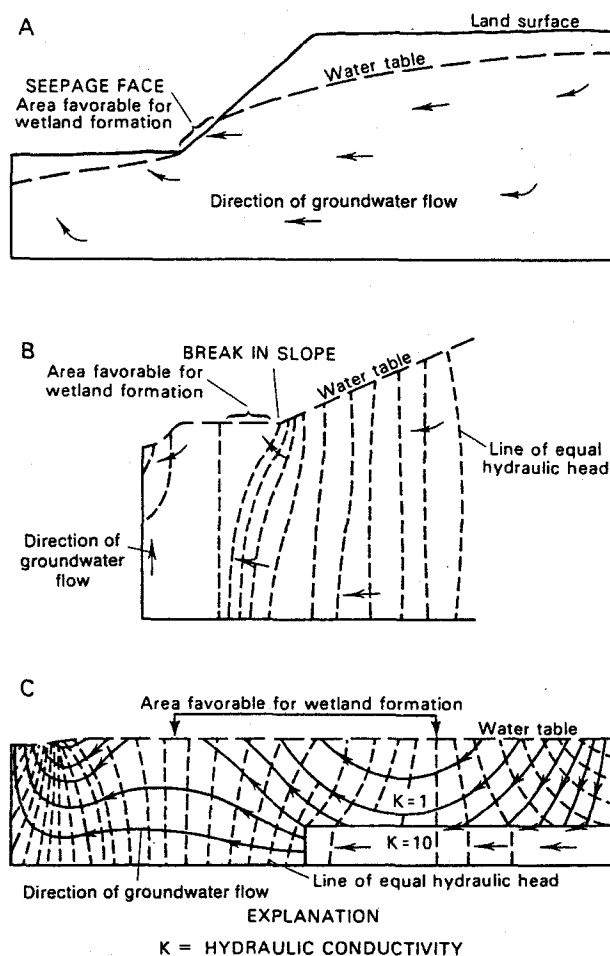 A
Land surface
Water table
SEEPAGE FACE
Area favorable for
wetland formation
Direction of groundwater flow
B
BREAK IN SLOPE
Area favorable for
wetland formation
Water table
Line of equal
hydraulic head
Direction of
groundwater
flow
C
Area favorable for wetland formation
Water table
K=1
K=10
Direction of groundwater flow
Line of equal hydraulic head
EXPLANATION
K = HYDRAULIC CONDUCTIVITY